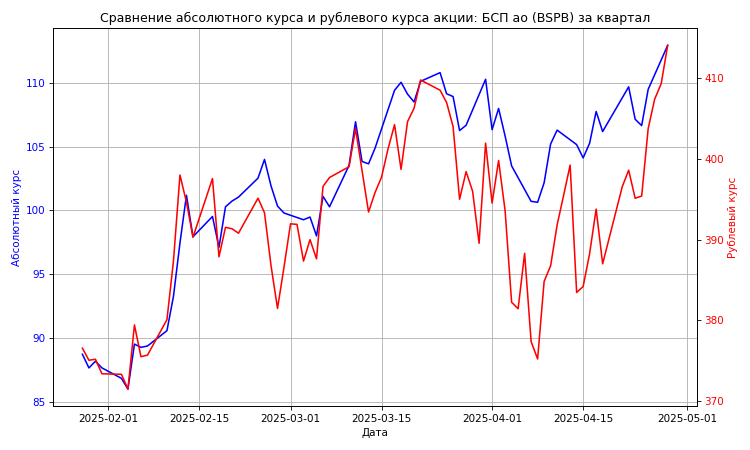 Сравнение абсолютного курса и рублевого курса акции: БСП ао (BSPB) за квартал
110
105
100
95
90
85
410
400
390
380
370
Абсолютный курс
Рублевый курс
2025-02-01 2025-02-15 2025-03-01 2025-03-15 2025-04-01 2025-04-15 2025-05-01
Дата